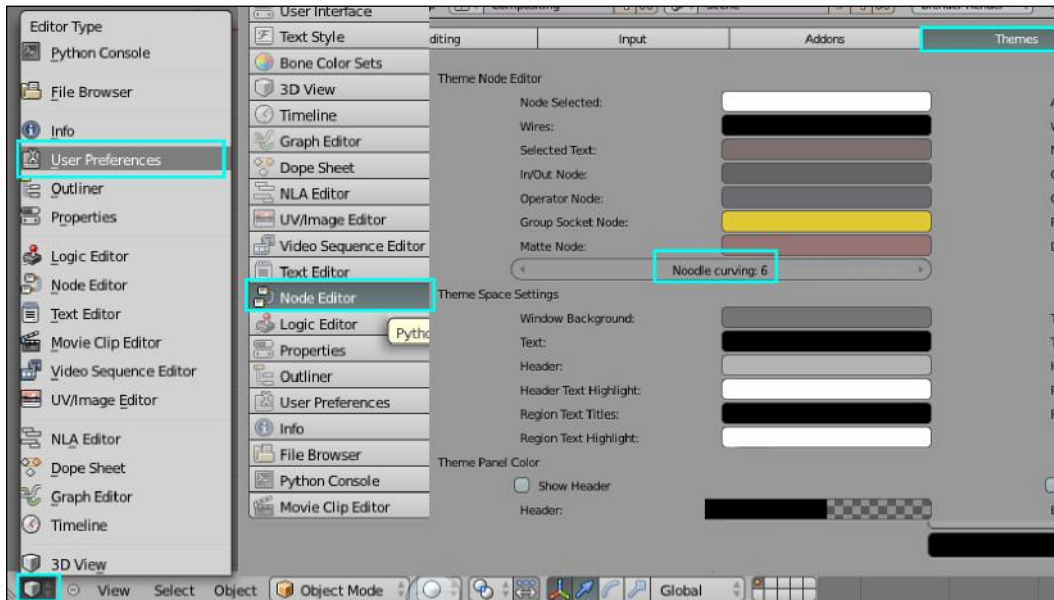 Editor Type
Python Console
File Browser
Info
User Preferences
Outliner
Properties
Logic Editor
Node Editor
Text Editor
Movie Clip Editor
Video Sequence Editor
UV/Image Editor
NLA Editor
Dope Sheet
Graph Editor
Timeline
3D View
User Interface
Text Style
Bone Color Sets
3D View
Timeline
Graph Editor
Dope Sheet
NLA Editor
UV/Image Editor
Video Sequence Editor
Text Editor
Node Editor
Logic Editor
Properties
Outliner
User Preferences
Info
File Browser
Python Console
Movie Clip Editor
diting Input Addons Themes
Theme Node Editor
Node Selected:
Wires:
Selected Text:
In/Out Node:
Operator Node:
Group Socket Node:
Matte Node:
Noodle curving: 6
Theme Space Settings
Window Background:
Text:
Header:
Header Text Highlight:
Region Text Titles:
Region Text Highlight:
Theme Panel Color
Show Header
Header:
View Select Object Object Mode Global